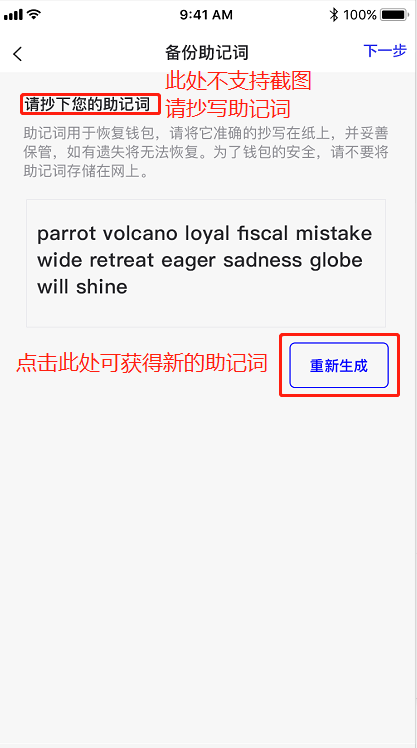 9:41 AM 100%
备份助记词 下一步
此处不支持截图
请抄下您的助记词 请抄写助记词
助记词用于恢复钱包，请将它准确的抄写在纸上，并妥善
保管，如有遗失将无法恢复。为了钱包的安全，请不要将
助记词存储在网上。
parrot volcano loyal fiscal mistake
wide retreat eager sadness globe
will shine
点击此处可获得新的助记词 重新生成